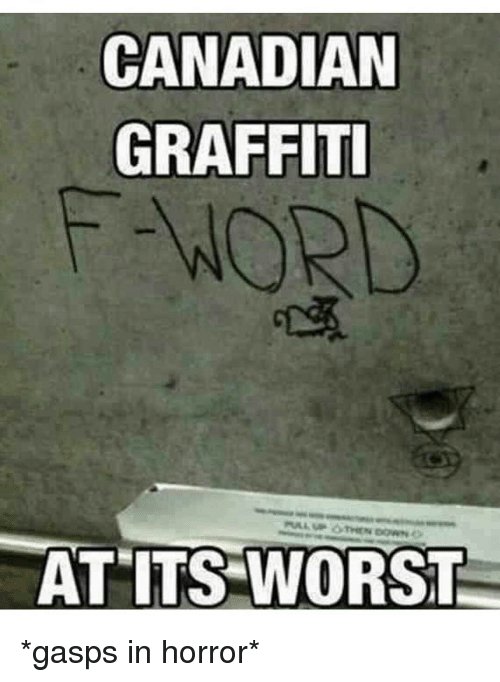 CANADIAN
GRAFFITI
F-WORD
PULL UP THEN DOWN
AT ITS WORST
*gasps in horror*